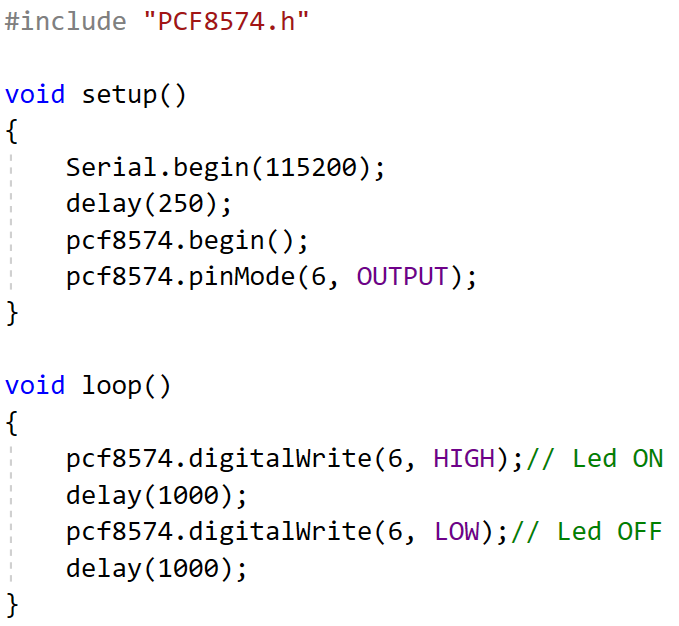 #include "PCF8574.h"
void setup()
{
Serial.begin(115200);
delay(250);
pcf8574.begin();
pcf8574.pinMode(6, OUTPUT);
}
void loop()
{
pcf8574.digitalWrite(6, HIGH);// Led ON
delay(1000);
pcf8574.digitalWrite(6, LOW);// Led OFF
delay(1000);
}